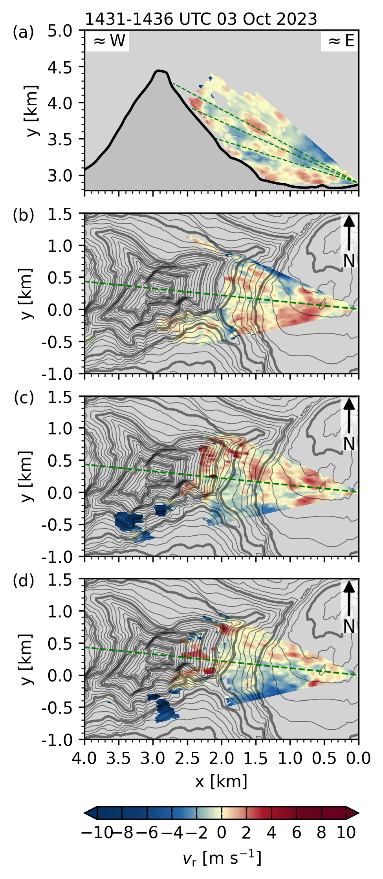 1431-1436 UTC 03 Oct 2023
(a)
≈ W
≈ E
5.0
4.5
4.0
3.5
3.0
y [km]
(b)
1.5
1.0
0.5
0.0
-0.5
-1.0
y [km]
N
(c)
1.5
1.0
0.5
0.0
-0.5
-1.0
y [km]
N
(d)
1.5
1.0
0.5
0.0
-0.5
-1.0
y [km]
N
4.0 3.5 3.0 2.5 2.0 1.5 1.0 0.5 0.0
x [km]
−10 −8 −6 −4 −2 0 2 4 6 8 10
vr [m s−1]